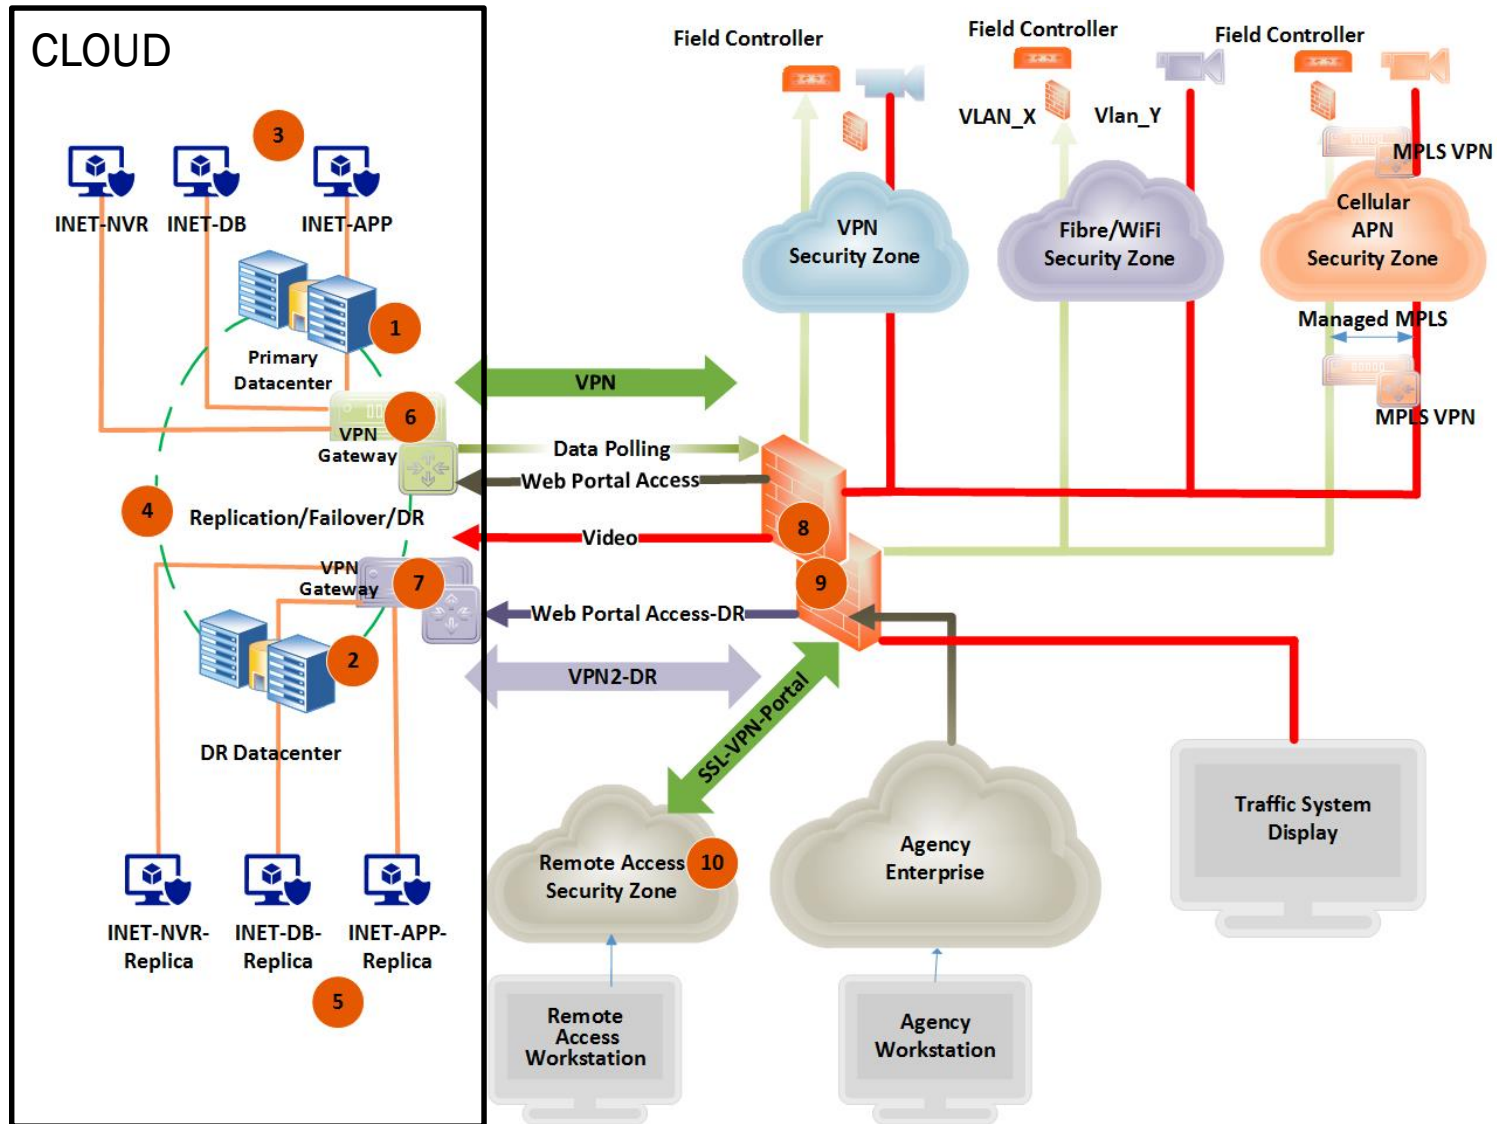 CLOUD
3
INET-NVR
INET-DB
INET-APP
1
Primary
Datacenter
6
VPN
Gateway
4
Replication/Failover/DR
VPN
Gateway
7
2
DR Datacenter
INET-NVR-
Replica
INET-DB-
Replica
INET-APP-
Replica
5
VPN
Data Polling
Web Portal Access
Video
Web Portal Access-DR
VPN2-DR
8
9
SSL-VPN-Portal
Field Controller
VPN
Security Zone
Field Controller
VLAN_X
Vlan_Y
Fibre/WiFi
Security Zone
Field Controller
MPLS VPN
Cellular
APN
Security Zone
Managed MPLS
MPLS VPN
Remote Access
Security Zone
10
Agency
Enterprise
Traffic System
Display
Remote
Access
Workstation
Agency
Workstation